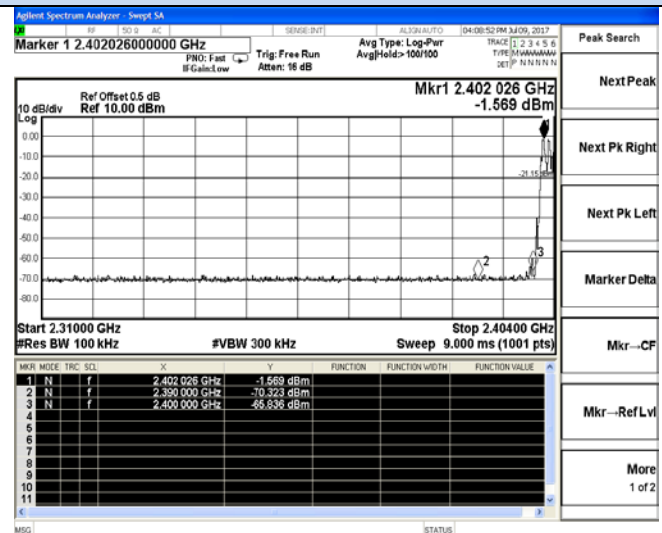 Agilent Spectrum Analyzer - Swept SA
RF 50 Ω AC SENSE:INT ALIGN AUTO 04:08:52 PM Jul 09, 2017
Marker 1 2.402026000000 GHz
PNO: Fast
IFGain:Low
Trig: Free Run
Atten: 16 dB
Avg Type: Log-Pwr
Avg|Hold:> 100/100
TRACE 1 2 3 4 5 6
TYPE
DET P N N N N N
Peak Search
Next Peak
Next Pk Right
Next Pk Left
Marker Delta
Mkr→CF
Mkr→RefLvl
More
1 of 2
Mkr1 2.402 026 GHz
-1.569 dBm
Ref Offset 0.5 dB
10 dB/div Ref 10.00 dBm
Log
0.00
-10.0
-20.0
-30.0
-40.0
-50.0
-60.0
-70.0
-80.0
-21.15 dBm
2
3
Start 2.31000 GHz Stop 2.40400 GHz
#Res BW 100 kHz #VBW 300 kHz Sweep 9.000 ms (1001 pts)
MKR MODE TRC SCL X Y FUNCTION FUNCTION WIDTH FUNCTION VALUE
1 N f 2.402 026 GHz -1.569 dBm
2 N f 2.390 000 GHz -70.323 dBm
3 N f 2.400 000 GHz -65.836 dBm
4
5
6
7
8
9
10
11
MSG STATUS